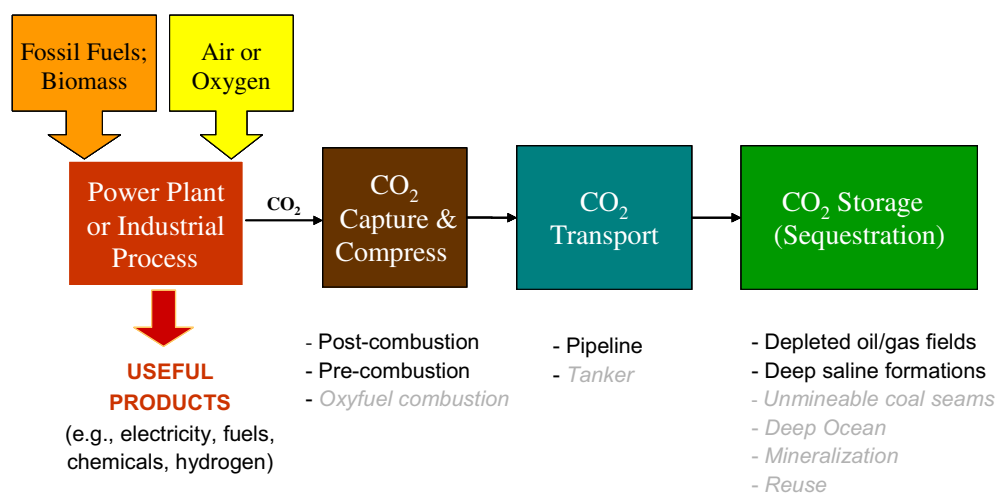 Fossil Fuels;
Biomass
Air or
Oxygen
Power Plant
or Industrial
Process
CO₂
CO₂
Capture &
Compress
CO₂
Transport
CO₂ Storage
(Sequestration)
USEFUL
PRODUCTS
(e.g., electricity, fuels,
chemicals, hydrogen)
- Post-combustion
- Pre-combustion
- Oxyfuel combustion
- Pipeline
- Tanker
- Depleted oil/gas fields
- Deep saline formations
- Unmineable coal seams
- Deep Ocean
- Mineralization
- Reuse